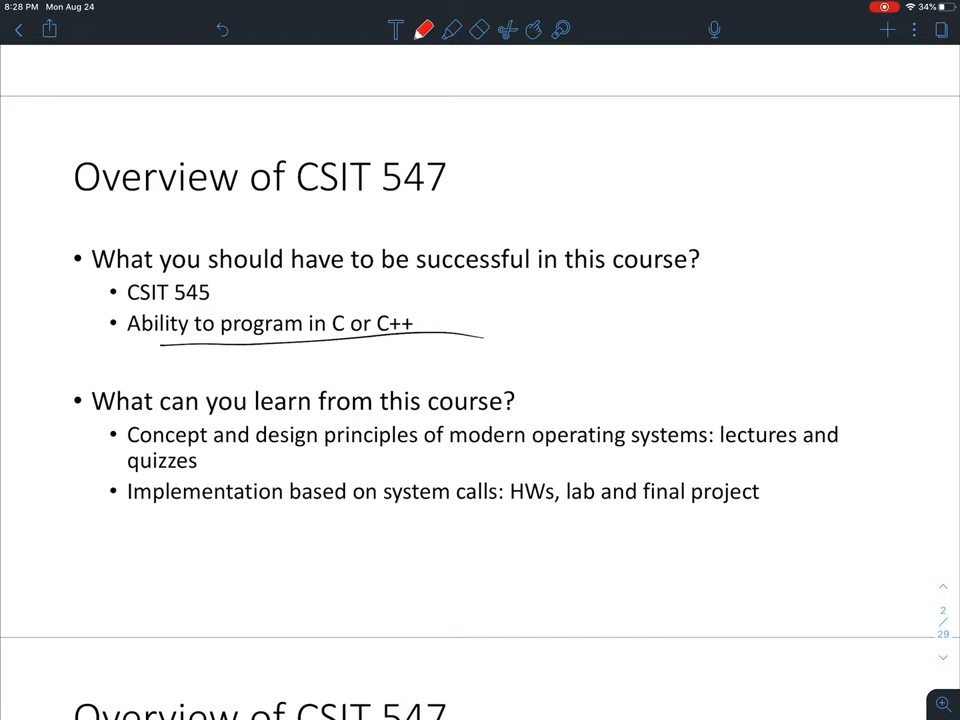 8:28 PM Mon Aug 24
34%
T
Overview of CSIT 547
• What you should have to be successful in this course?
• CSIT 545
• Ability to program in C or C++
• What can you learn from this course?
• Concept and design principles of modern operating systems: lectures and
quizzes
• Implementation based on system calls: HWs, lab and final project
2
/
29
Overview of CSIT 547